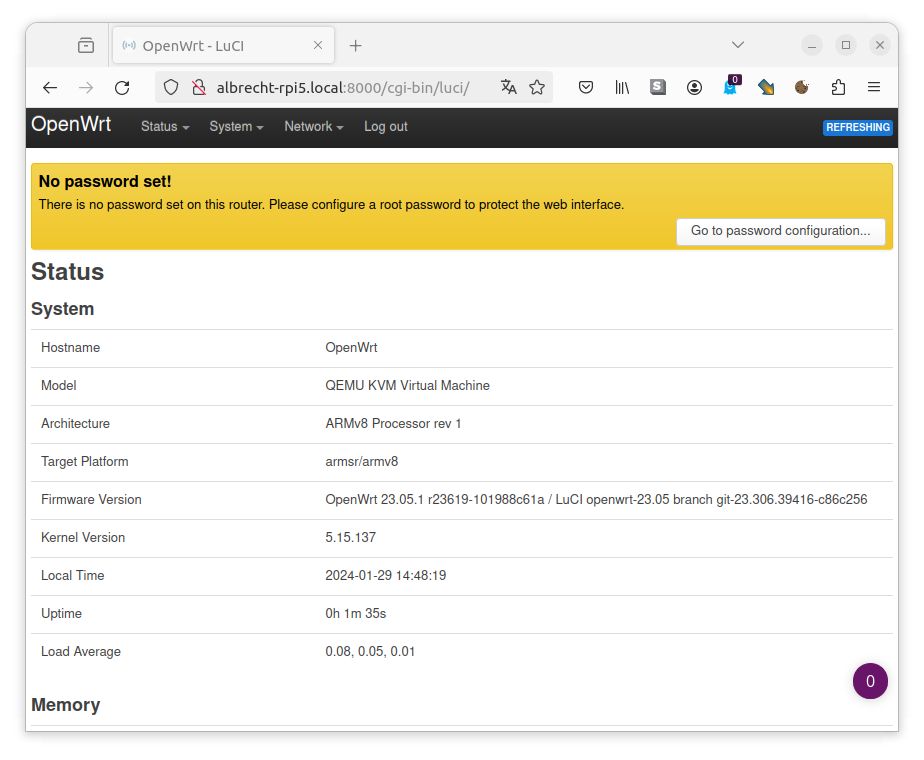 OpenWrt - LuCI
albrecht-rpi5.local:8000/cgi-bin/luci/
S
0
OpenWrt Status System Network Log out REFRESHING
No password set!
There is no password set on this router. Please configure a root password to protect the web interface.
Go to password configuration...
Status
System
Hostname OpenWrt
Model QEMU KVM Virtual Machine
Architecture ARMv8 Processor rev 1
Target Platform armsr/armv8
Firmware Version OpenWrt 23.05.1 r23619-101988c61a / LuCI openwrt-23.05 branch git-23.306.39416-c86c256
Kernel Version 5.15.137
Local Time 2024-01-29 14:48:19
Uptime 0h 1m 35s
Load Average 0.08, 0.05, 0.01
0
Memory